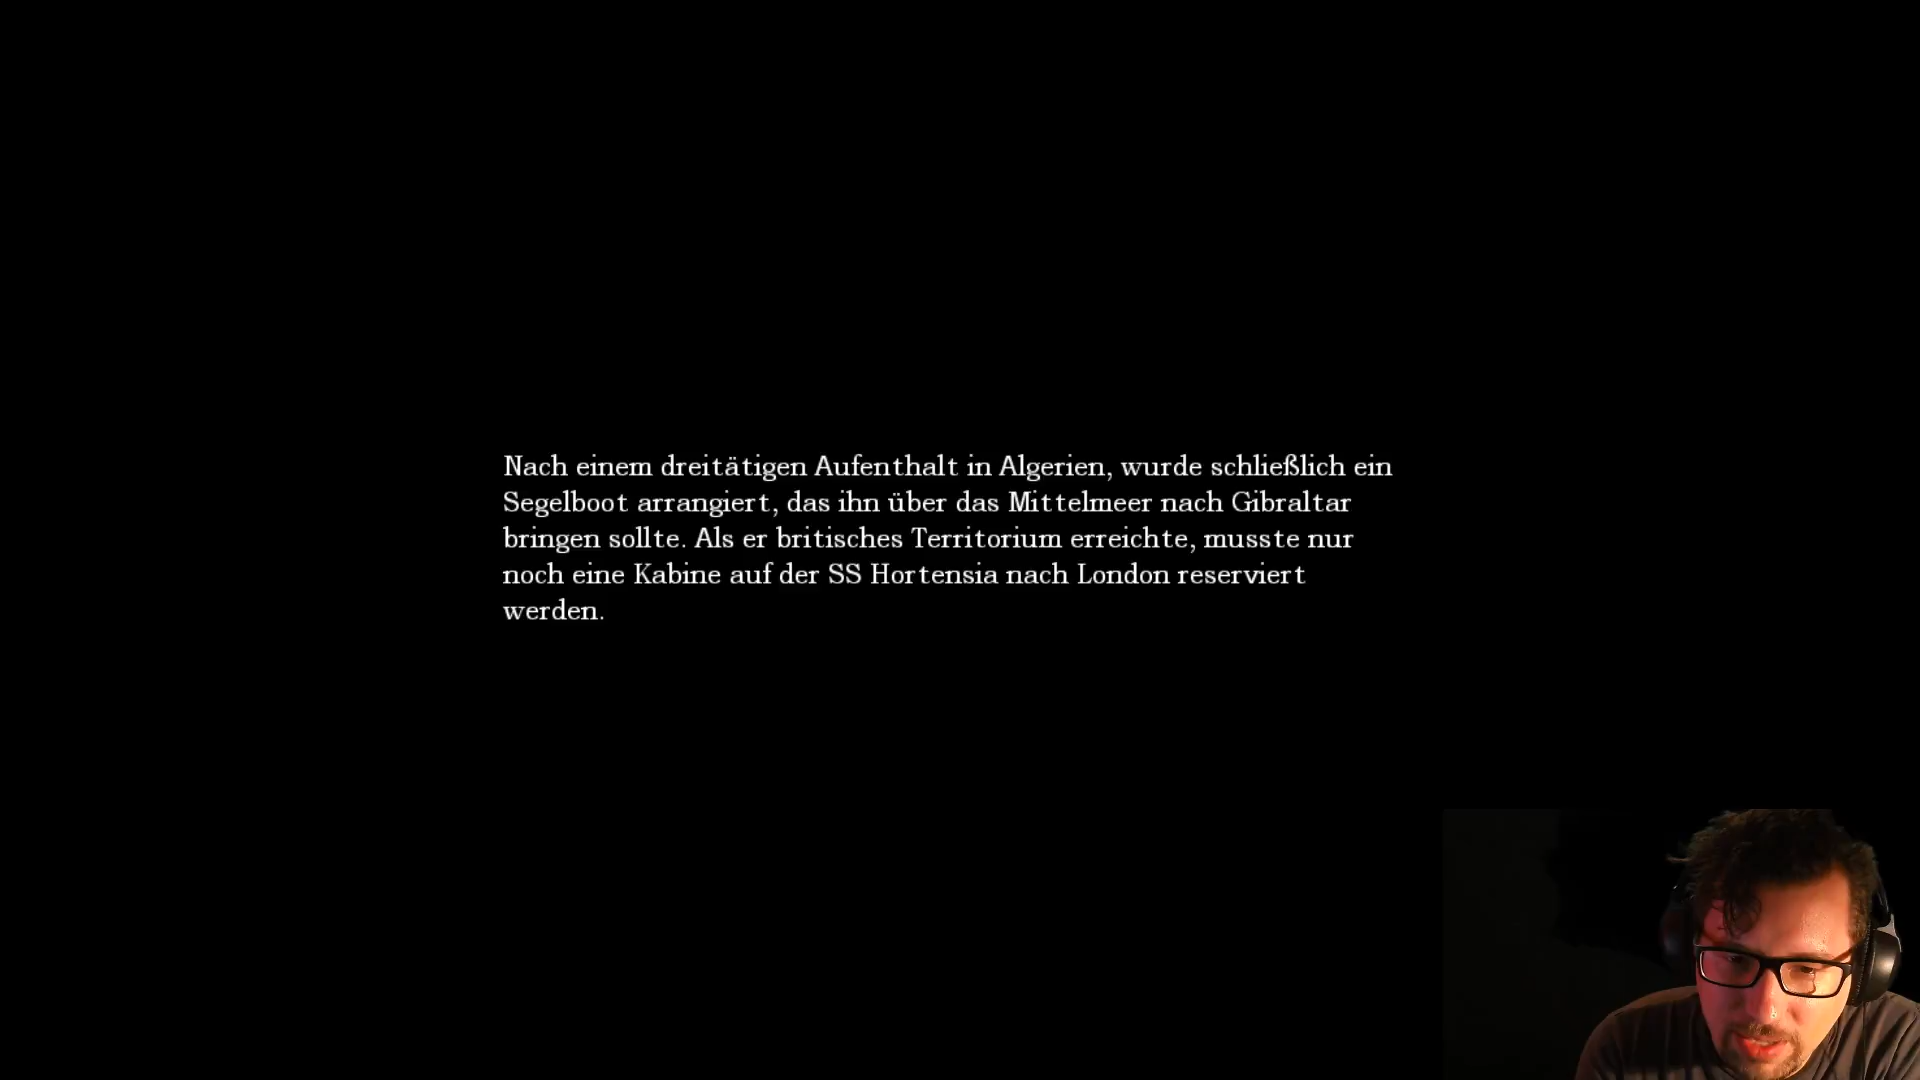 Nach einem dreitätigen Aufenthalt in Algerien, wurde schließlich ein
Segelboot arrangiert, das ihn über das Mittelmeer nach Gibraltar
bringen sollte. Als er britisches Territorium erreichte, musste nur
noch eine Kabine auf der SS Hortensia nach London reserviert
werden.